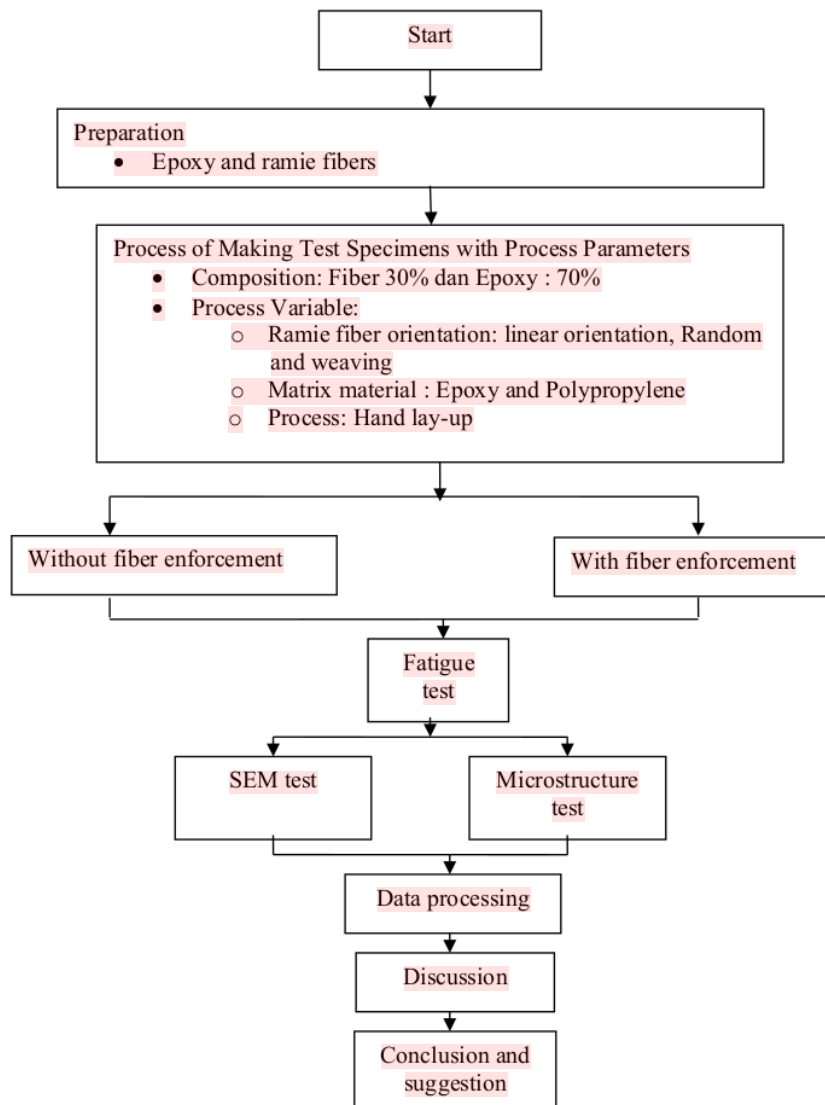 Start
Preparation
• Epoxy and ramie fibers
Process of Making Test Specimens with Process Parameters
• Composition: Fiber 30% dan Epoxy : 70%
• Process Variable:
o Ramie fiber orientation: linear orientation, Random
and weaving
o Matrix material : Epoxy and Polypropylene
o Process: Hand lay-up
Without fiber enforcement
With fiber enforcement
Fatigue
test
SEM test
Microstructure
test
Data processing
Discussion
Conclusion and
suggestion